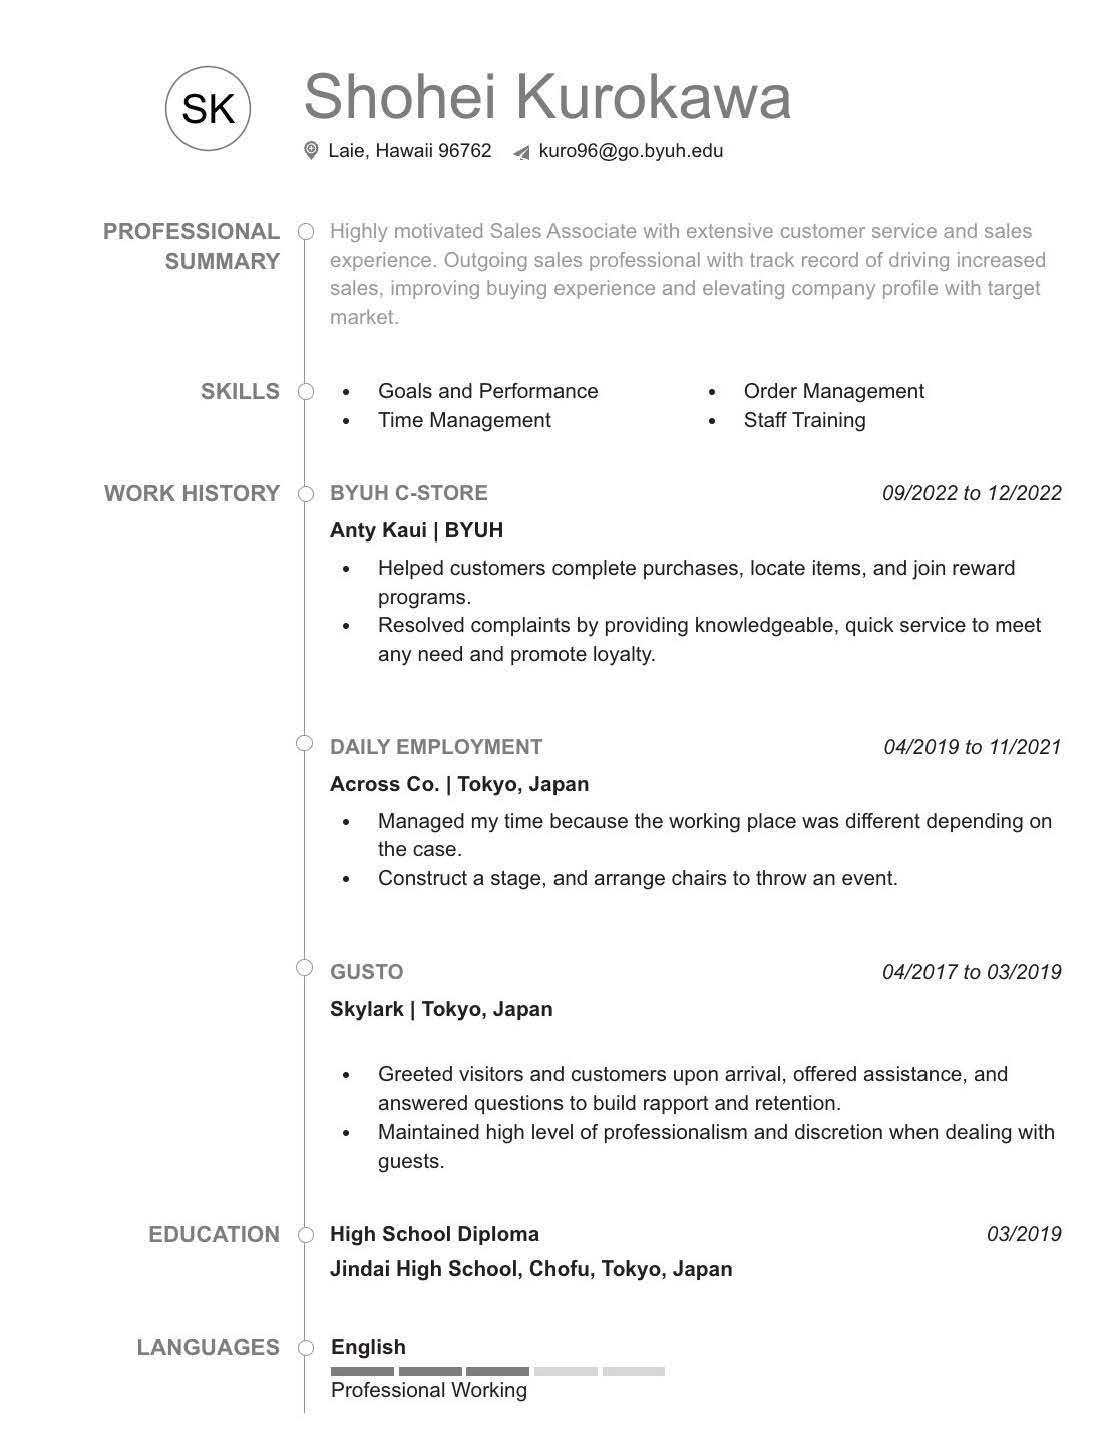 SK
Shohei Kurokawa
Laie, Hawaii 96762 kuro96@go.byuh.edu
PROFESSIONAL SUMMARY
Highly motivated Sales Associate with extensive customer service and sales
experience. Outgoing sales professional with track record of driving increased
sales, improving buying experience and elevating company profile with target
market.
SKILLS
• Goals and Performance
• Time Management
• Order Management
• Staff Training
WORK HISTORY
BYUH C-STORE 09/2022 to 12/2022
Anty Kaui | BYUH
• Helped customers complete purchases, locate items, and join reward
programs.
• Resolved complaints by providing knowledgeable, quick service to meet
any need and promote loyalty.
DAILY EMPLOYMENT 04/2019 to 11/2021
Across Co. | Tokyo, Japan
• Managed my time because the working place was different depending on
the case.
• Construct a stage, and arrange chairs to throw an event.
GUSTO 04/2017 to 03/2019
Skylark | Tokyo, Japan
• Greeted visitors and customers upon arrival, offered assistance, and
answered questions to build rapport and retention.
• Maintained high level of professionalism and discretion when dealing with
guests.
EDUCATION
High School Diploma 03/2019
Jindai High School, Chofu, Tokyo, Japan
LANGUAGES
English
Professional Working